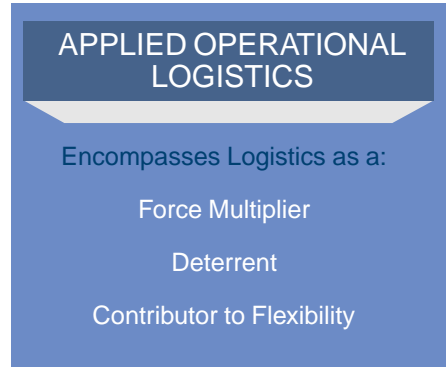 APPLIED OPERATIONAL
LOGISTICS
Encompasses Logistics as a:
Force Multiplier
Deterrent
Contributor to Flexibility